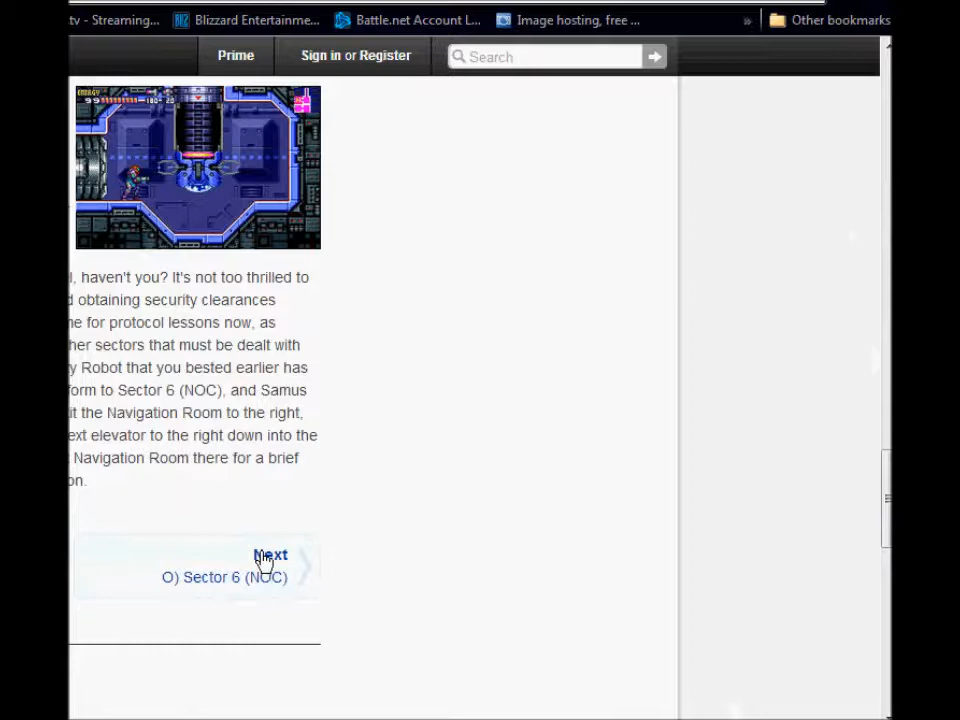 tv - Streaming... Blizzard Entertainme... Battle.net Account L... Image hosting, free ... » Other bookmarks
Prime Sign in or Register Search
ENERGY
99
l, haven't you? It's not too thrilled to
d obtaining security clearances
ne for protocol lessons now, as
her sectors that must be dealt with
y Robot that you bested earlier has
form to Sector 6 (NOC), and Samus
it the Navigation Room to the right,
ext elevator to the right down into the
Navigation Room there for a brief
on.
Next
O) Sector 6 (NOC)